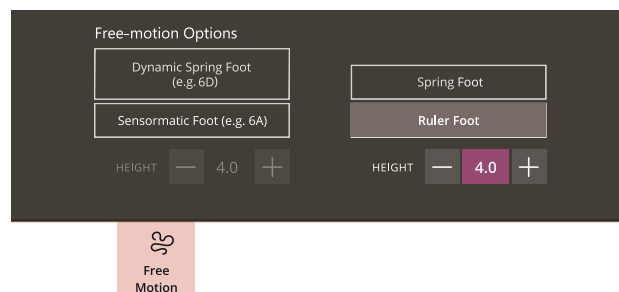 Free-motion Options
Dynamic Spring Foot
(e.g. 6D)
Spring Foot
Sensormatic Foot (e.g. 6A)
Ruler Foot
HEIGHT — 4.0 +
HEIGHT — 4.0 +
Free
Motion